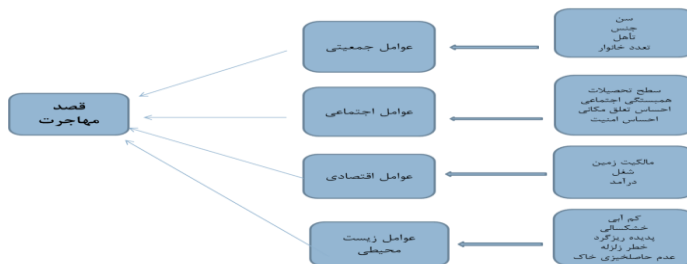 سن
جنس
تأهل
تعدد خانوار
عوامل جمعیتی
سطح تحصیلات
همبستگی اجتماعی
احساس تعلق مکانی
احساس امنیت
عوامل اجتماعی
قصد
مهاجرت
مالکیت زمین
شغل
درآمد
عوامل اقتصادی
کم آبی
خشکسالی
پدیده ریزگرد
خطر زلزله
عدم حاصلخیزی خاک
عوامل زیست
محیطی